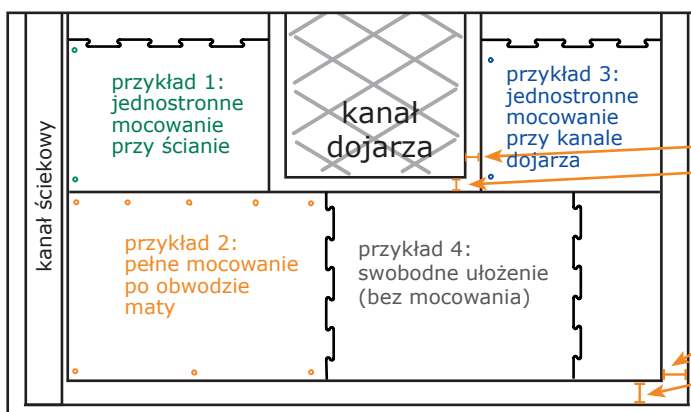 kanał ściekowy
przykład 1:
jednostronne
mocowanie
przy ścianie
kanał
dojarza
przykład 3:
jednostronne
mocowanie
przy kanale
dojarza
przykład 2:
pełne mocowanie
po obwodzie
maty
przykład 4:
swobodne ułożenie
(bez mocowania)